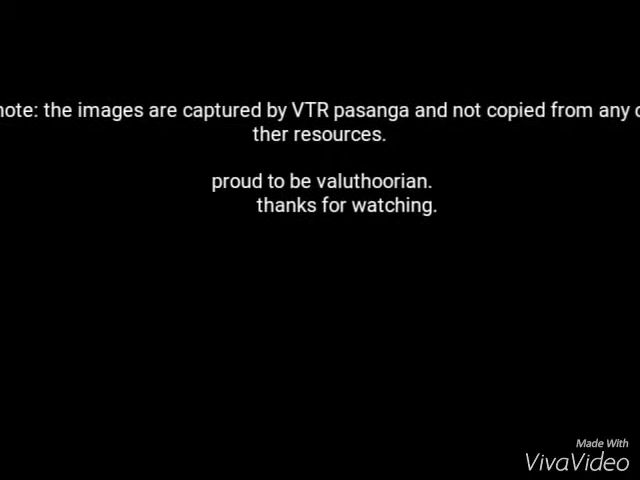 note: the images are captured by VTR pasanga and not copied from any o
ther resources.
proud to be valuthoorian.
thanks for watching.
Made With
VivaVideo